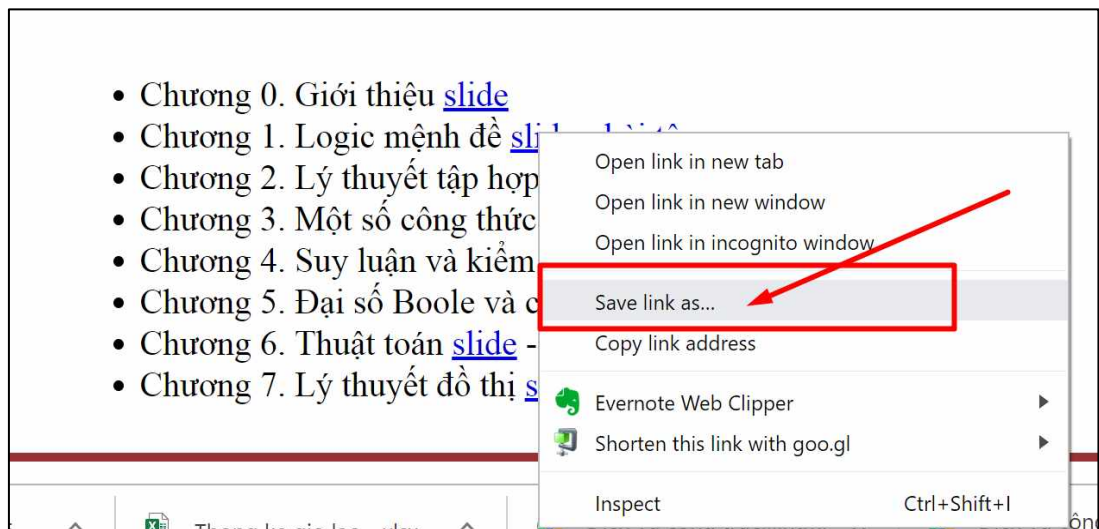 Chương 0. Giới thiệu slide
Chương 1. Logic mệnh đề
Chương 2. Lý thuyết tập hợp
Chương 3. Một số công thức
Chương 4. Suy luận và kiểm
Chương 5. Đại số Boole và
Chương 6. Thuật toán slide -
Chương 7. Lý thuyết đồ thị
Open link in new tab
Open link in new window
Open link in incognito window
Save link as...
Copy link address
Evernote Web Clipper
Shorten this link with goo.gl
Inspect Ctrl+Shift+I